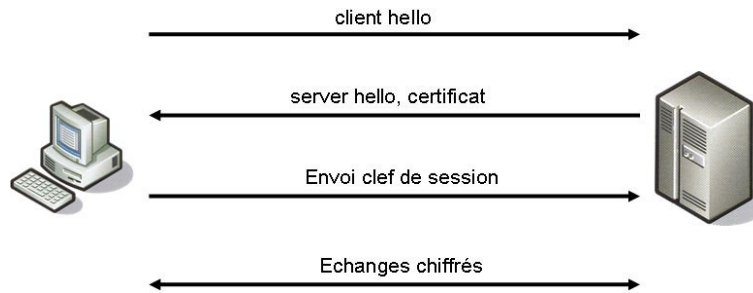 client hello
server hello, certificat
Envoi clef de session
Echanges chiffrés